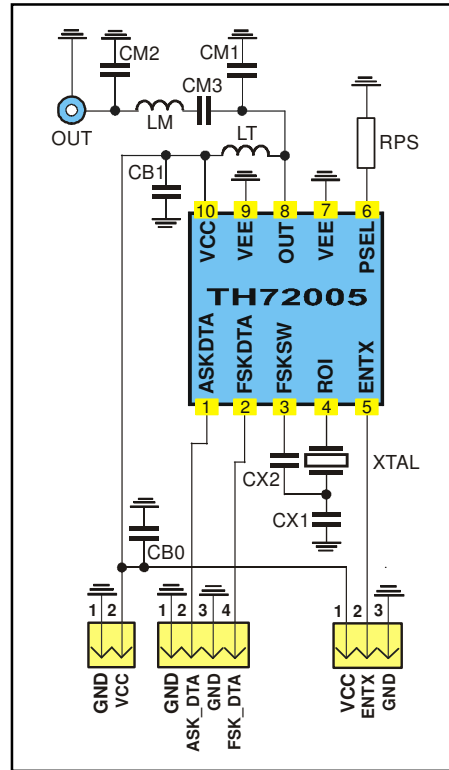 CM2
CM1
CM3
OUT
LM
LT
RPS
CB1
10 9 8 7 6
VCC VEE OUT VEE PSEL
TH72005
ASKDTA FSKDTA FSKSW ROI ENTX
1 2 3 4 5
XTAL
CX2
CX1
CB0
1 2
1 2 3 4
1 2 3
GND VCC
GND ASK_DTA GND FSK_DTA
VCC ENTX GND